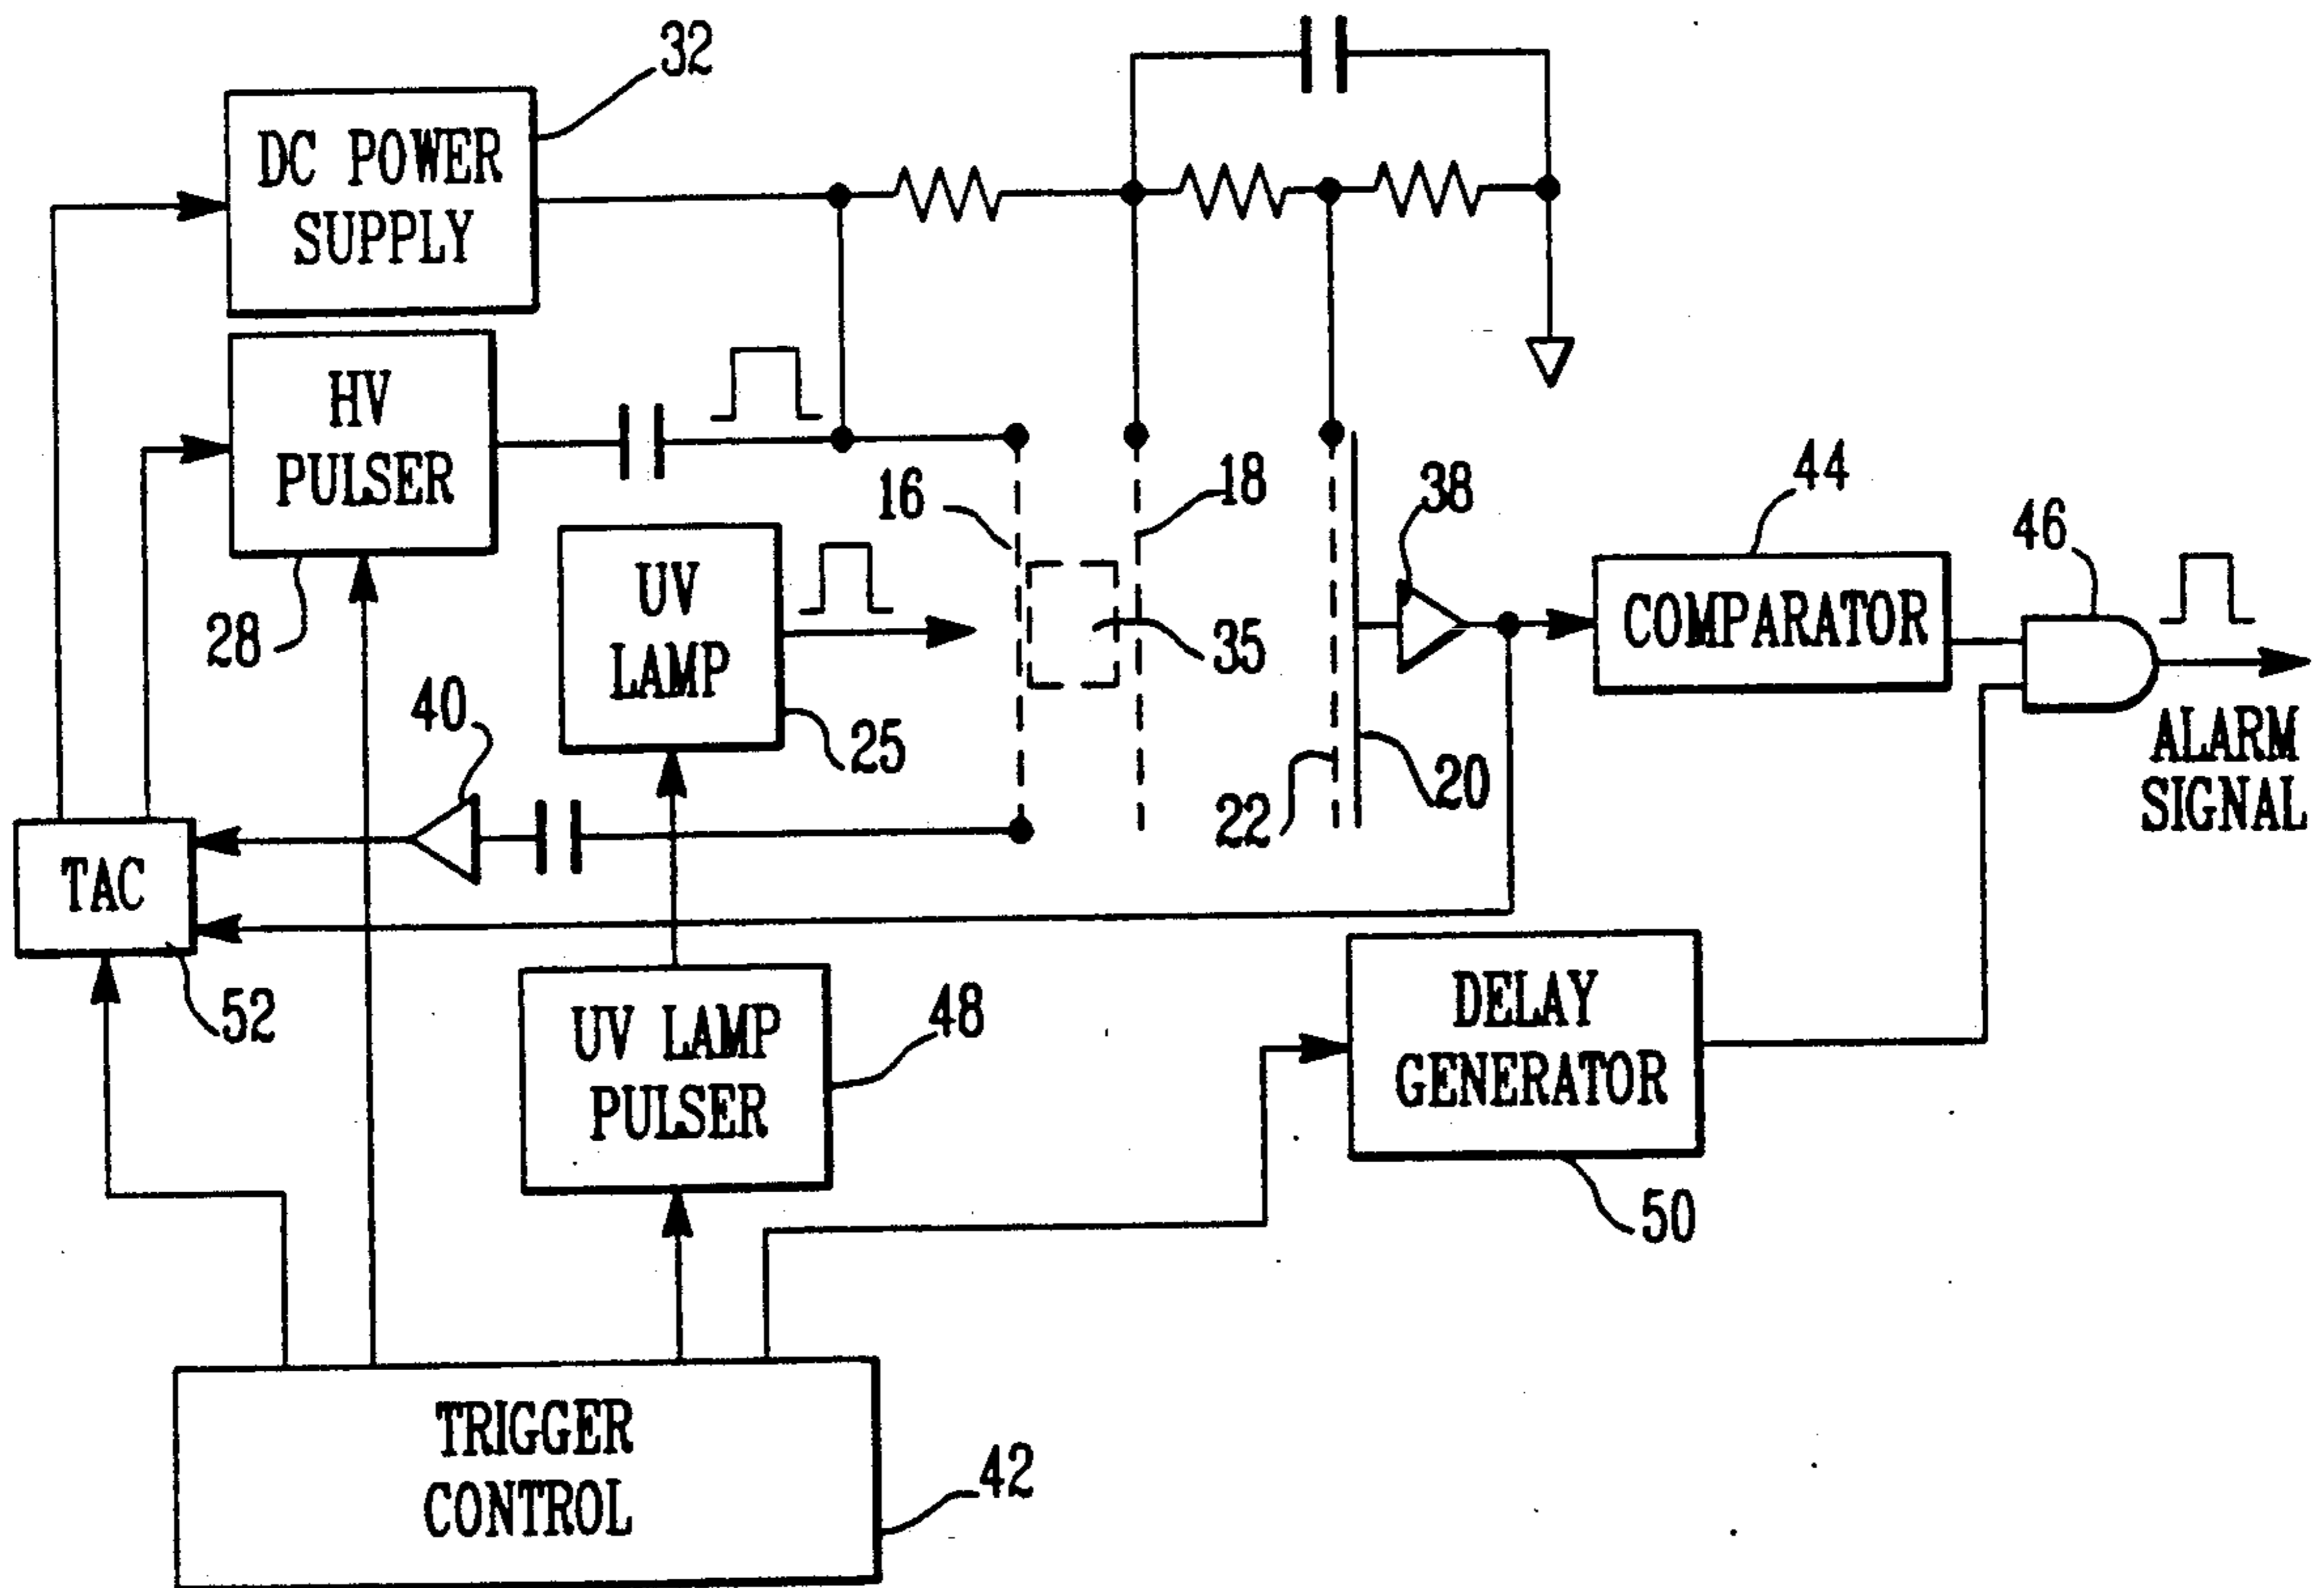 32
DC POWER
SUPPLY
HV
PULSER
28
16
18
38
44
46
UV
LAMP
25
35
COMPARATOR
40
22
20
ALARM
SIGNAL
TAC
52
UV LAMP
PULSER
48
DELAY
GENERATOR
50
TRIGGER
CONTROL
42